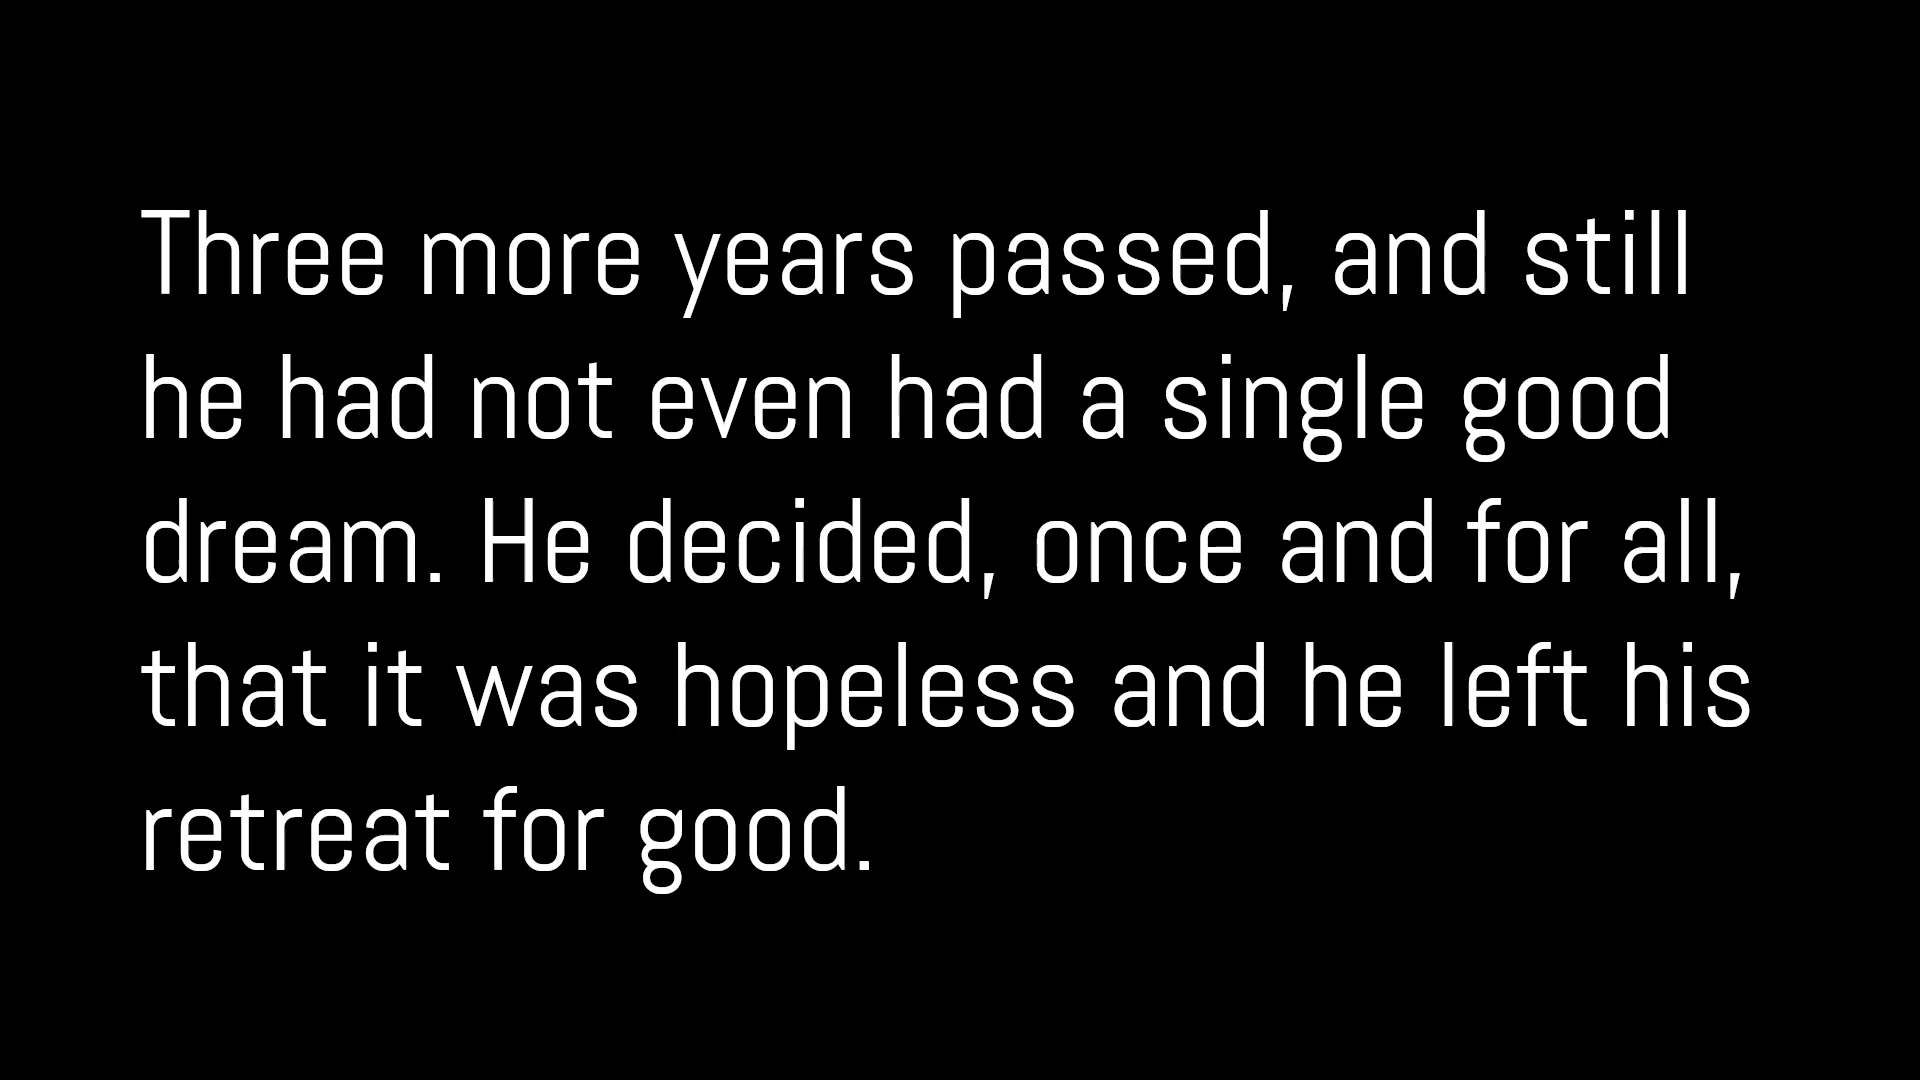 Three more years passed, and still
he had not even had a single good
dream. He decided, once and for all,
that it was hopeless and he left his
retreat for good.